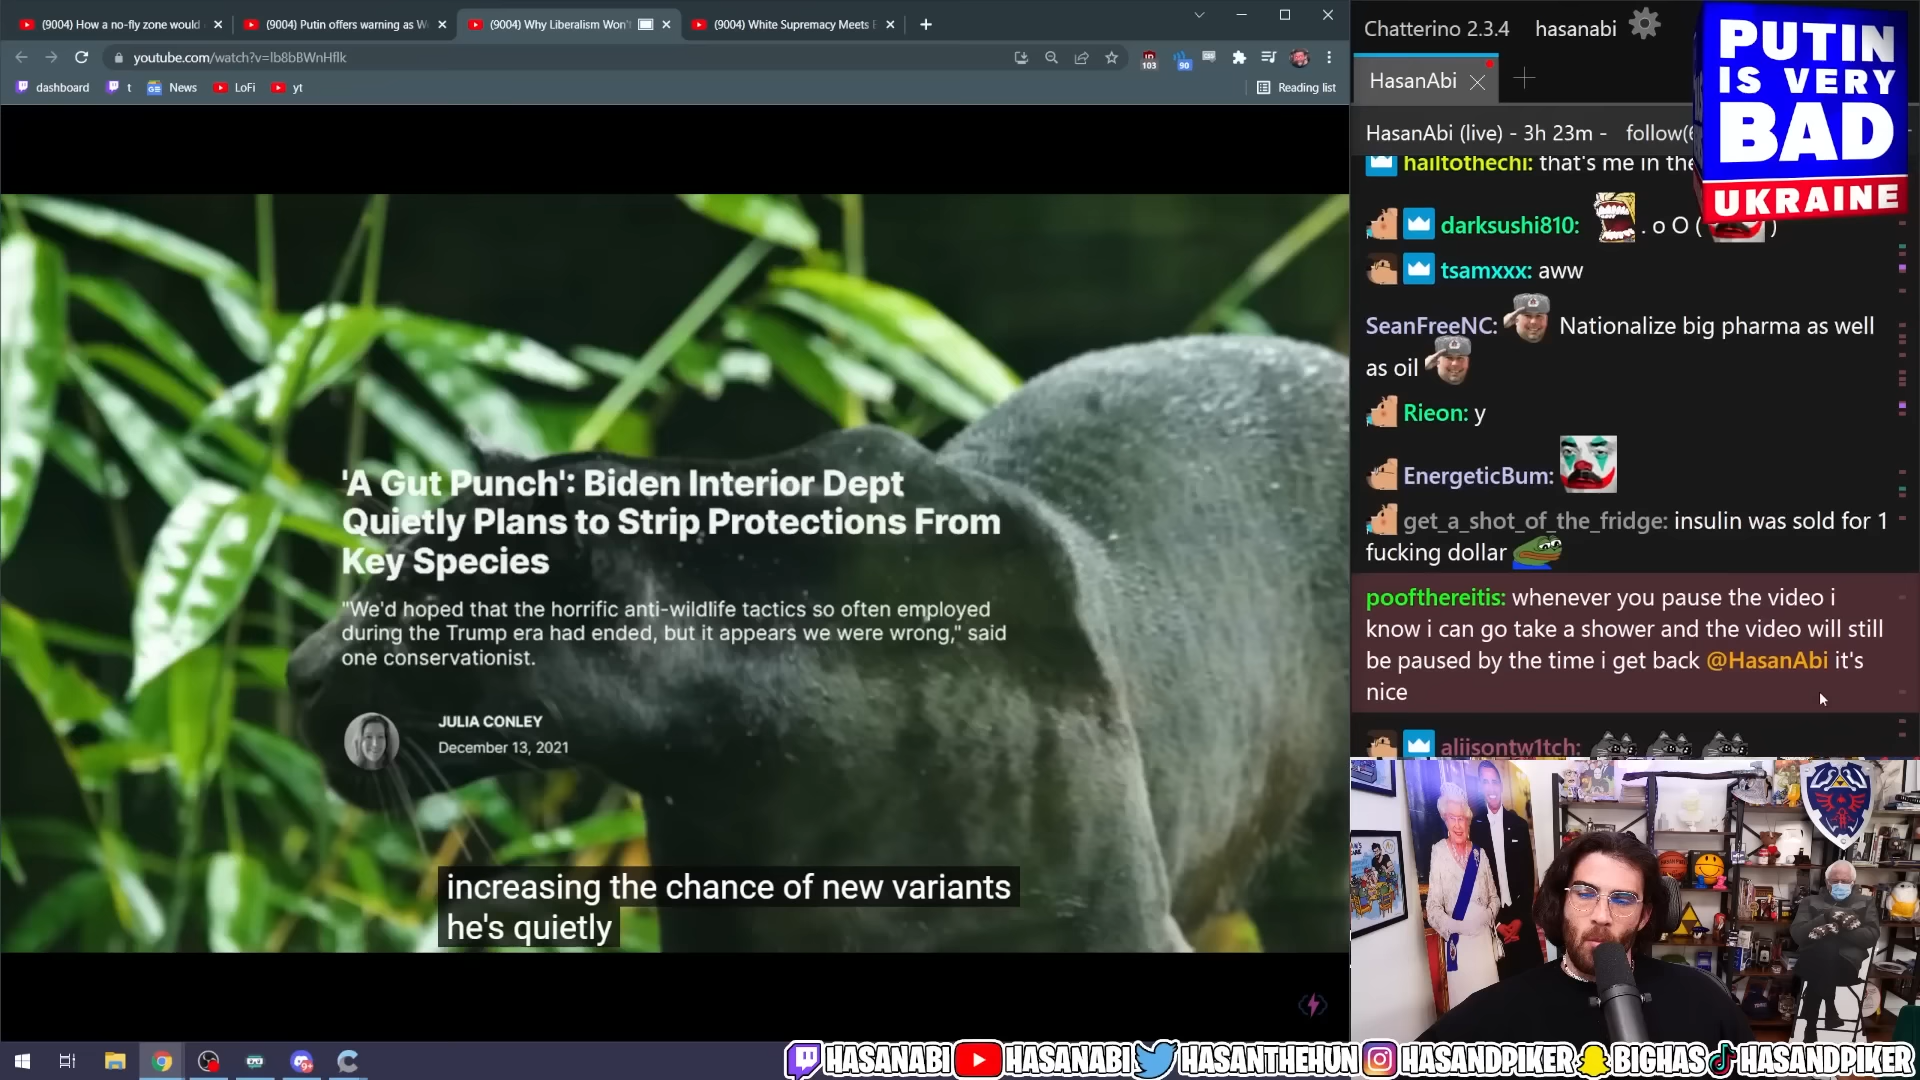 (9004) How a no-fly zone would
(9004) Putin offers warning as W
(9004) Why Liberalism Won'
(9004) White Supremacy Meets
youtube.com/watch?v=lb8bBWnHflk
103
90
dashboard
t
News
LoFi
yt
Reading list
'A Gut Punch': Biden Interior Dept
Quietly Plans to Strip Protections From
Key Species
"We'd hoped that the horrific anti-wildlife tactics so often employed
during the Trump era had ended, but it appears we were wrong," said
one conservationist.
JULIA CONLEY
December 13, 2021
increasing the chance of new variants
he's quietly
Chatterino 2.3.4
hasanabi
HasanAbi
HasanAbi (live) - 3h 23m - follow(
PUTIN
IS VERY
BAD
UKRAINE
hailtothechi: that's me in the
darksushi810: . o O ( )
tsamxxx: aww
SeanFreeNC: Nationalize big pharma as well
as oil
Rieon: y
EnergeticBum:
get_a_shot_of_the_fridge: insulin was sold for 1
fucking dollar
poofthereitis: whenever you pause the video i
know i can go take a shower and the video will still
be paused by the time i get back @HasanAbi it's
nice
aliisontw1tch:
HASANABI
HASANABI
HASANTHEHUN
HASANDPIKER
BIGHAS
HASANDPIKER